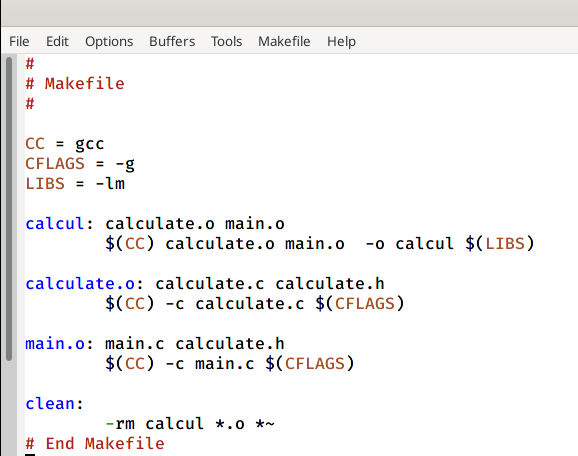 File Edit Options Buffers Tools Makefile Help
#
# Makefile
#
CC = gcc
CFLAGS = -g
LIBS = -lm
calcul: calculate.o main.o
$(CC) calculate.o main.o  -o calcul $(LIBS)
calculate.o: calculate.c calculate.h
$(CC) -c calculate.c $(CFLAGS)
main.o: main.c calculate.h
$(CC) -c main.c $(CFLAGS)
clean:
-rm calcul *.o *~
# End Makefile